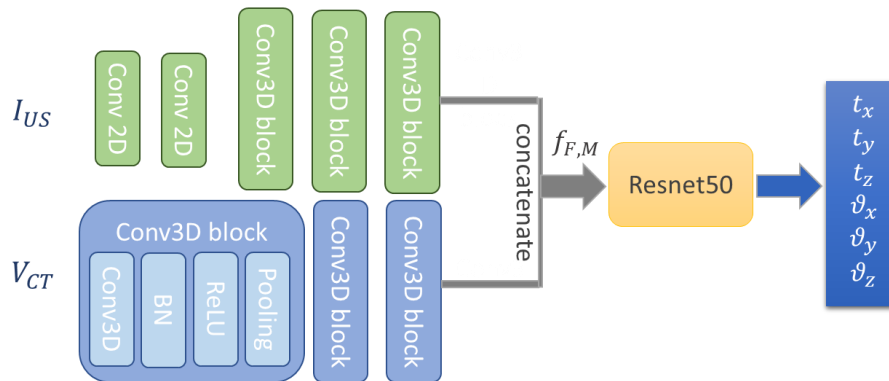 I_US
Conv 2D
Conv 2D
Conv3D block
Conv3D block
Conv3D block
V_CT
Conv3D block
Conv3D
BN
ReLU
Pooling
Conv3D block
Conv3D block
concatenate
f_F,M
Resnet50
t_x
t_y
t_z
ϑ_x
ϑ_y
ϑ_z